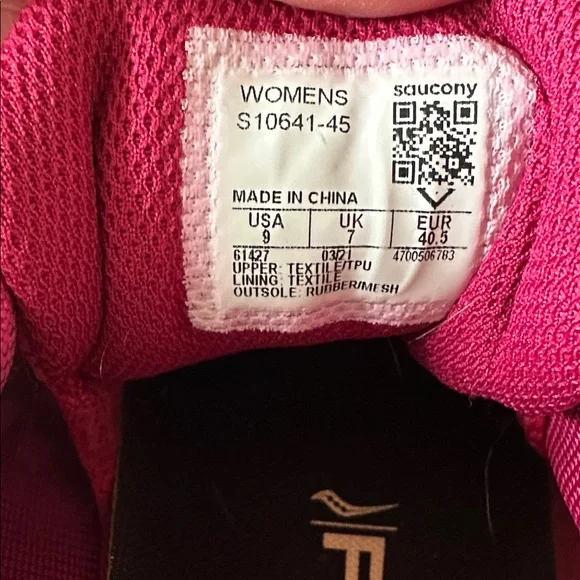 WOMENS
saucony
S10641-45
MADE IN CHINA
USA UK EUR
9 7 40.5
61427 03/21 4700506783
UPPER: TEXTILE/TPU
LINING: TEXTILE
OUTSOLE: RUBBER/MESH